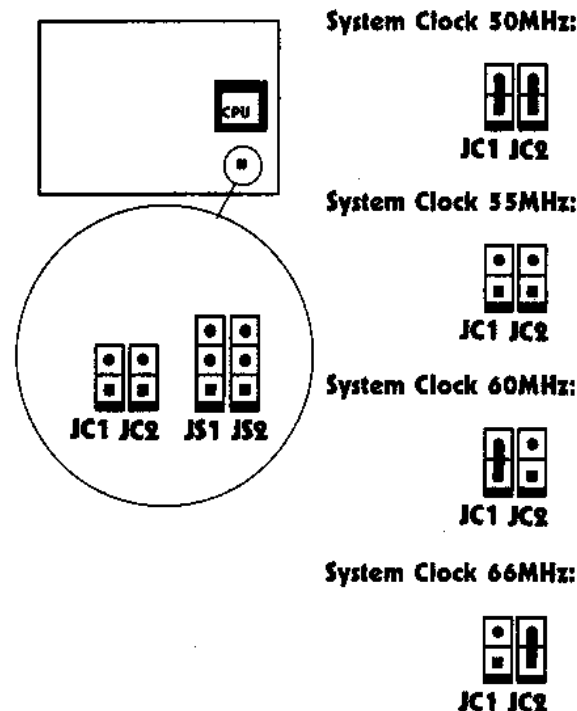 System Clock 50MHz:
CPU
JC1 JC2
System Clock 55MHz:
JC1 JC2
System Clock 60MHz:
JC1 JC2 JS1 JS2
JC1 JC2
System Clock 66MHz:
JC1 JC2